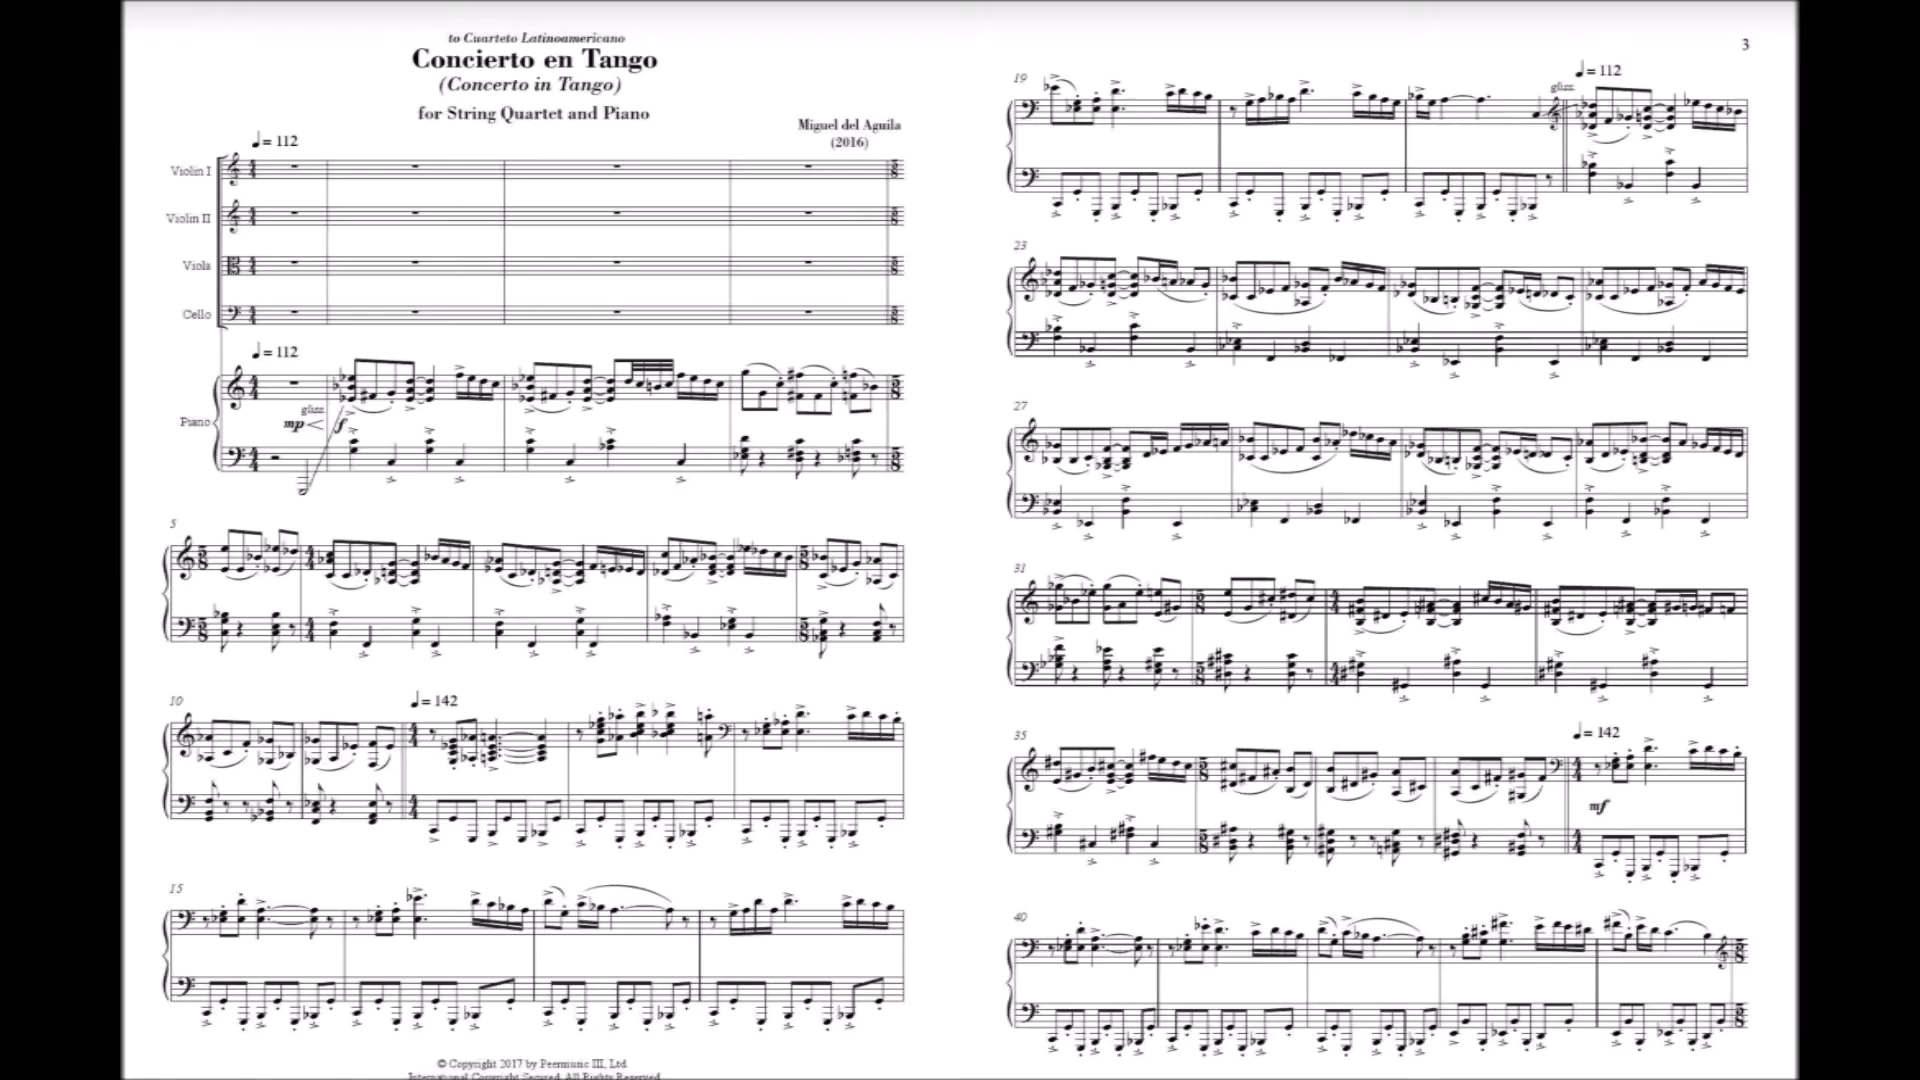 to Cuarteto Latinoamericano
Concierto en Tango
(Concerto in Tango)
for String Quartet and Piano
Miguel del Aguila
(2016)
= 112
Violin I
Violin II
Viola
Cello
= 112
Piano
gliss.
mp
f
5
10
= 142
15
© Copyright 2017 by Peermusic III, Ltd.
International Copyright Secured. All Rights Reserved.
3
19
gliss.
= 112
23
27
31
35
= 142
mf
40